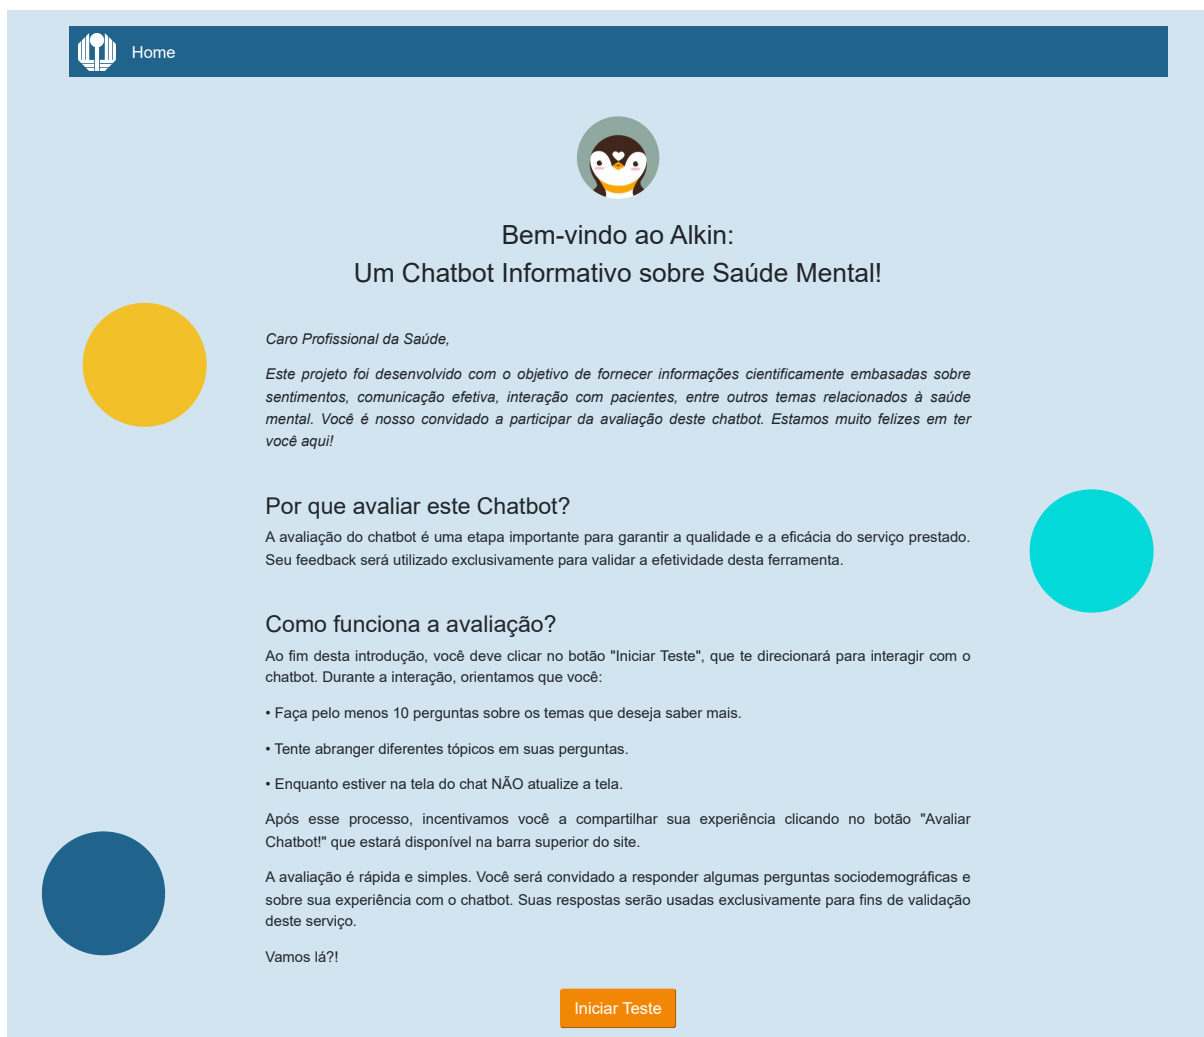 Home
Bem-vindo ao Alkin:
Um Chatbot Informativo sobre Saúde Mental!
Caro Profissional da Saúde,
Este projeto foi desenvolvido com o objetivo de fornecer informações cientificamente embasadas sobre
sentimentos, comunicação efetiva, interação com pacientes, entre outros temas relacionados à saúde
mental. Você é nosso convidado a participar da avaliação deste chatbot. Estamos muito felizes em ter
você aqui!
Por que avaliar este Chatbot?
A avaliação do chatbot é uma etapa importante para garantir a qualidade e a eficácia do serviço prestado.
Seu feedback será utilizado exclusivamente para validar a efetividade desta ferramenta.
Como funciona a avaliação?
Ao fim desta introdução, você deve clicar no botão "Iniciar Teste", que te direcionará para interagir com o
chatbot. Durante a interação, orientamos que você:
• Faça pelo menos 10 perguntas sobre os temas que deseja saber mais.
• Tente abranger diferentes tópicos em suas perguntas.
• Enquanto estiver na tela do chat NÃO atualize a tela.
Após esse processo, incentivamos você a compartilhar sua experiência clicando no botão "Avaliar
Chatbot!" que estará disponível na barra superior do site.
A avaliação é rápida e simples. Você será convidado a responder algumas perguntas sociodemográficas e
sobre sua experiência com o chatbot. Suas respostas serão usadas exclusivamente para fins de validação
deste serviço.
Vamos lá?!
Iniciar Teste